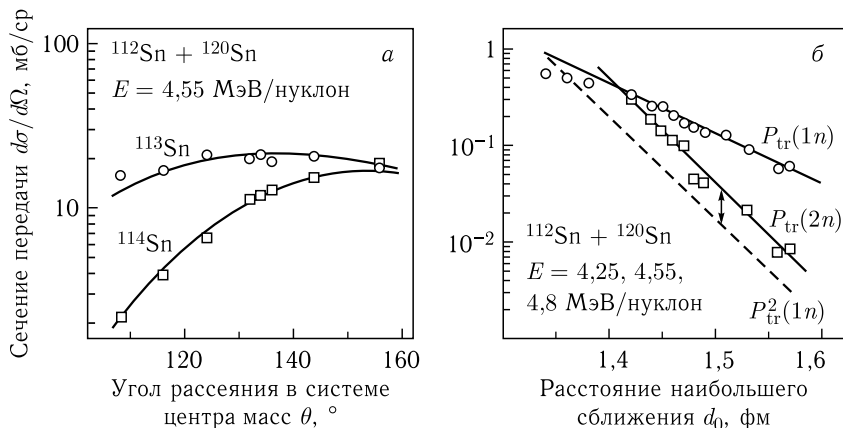 Сечение передачи dσ/dΩ, мб/ср
100
10
¹¹²Sn + ¹²⁰Sn
E = 4,55 МэВ/нуклон
а
¹¹³Sn
¹¹⁴Sn
120
140
160
Угол рассеяния в системе
центра масс θ, °
1
10⁻¹
10⁻²
б
P_tr(1n)
P_tr(2n)
P²_tr(1n)
¹¹²Sn + ¹²⁰Sn
E = 4,25, 4,55,
4,8 МэВ/нуклон
1,4
1,5
1,6
Расстояние наибольшего
сближения d₀, фм